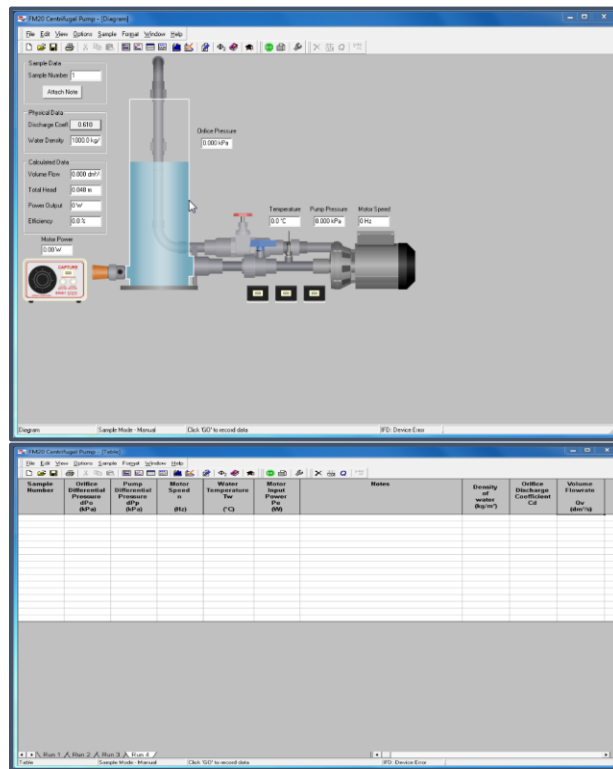 FM20 Centrifugal Pump - [Diagram]
File Edit View Options Sample Format Window Help
Sample Data
Sample Number 1
Attach Note
Physical Data
Discharge Coeff 0.610
Water Density 1000.0 kg/
Orifice Pressure
0.000 kPa
Calculated Data
Volume Flow 0.000 dm³/
Total Head 0.048 m
Power Output 0 W
Efficiency 0.0 %
Temperature Pump Pressure Motor Speed
0.0 °C 0.000 kPa 0 Hz
Motor Power
0.00 W
CAPTURE
Diagram Sample Mode - Manual Click 'GO' to record data IFD: Device Error
FM20 Centrifugal Pump - [Table]
File Edit View Options Sample Format Window Help
Sample Number
Orifice Differential Pressure dPo (kPa)
Pump Differential Pressure dPp (kPa)
Motor Speed n (Hz)
Water Temperature Tw (°C)
Motor Input Power Pe (W)
Notes
Density of water (kg/m³)
Orifice Discharge Coefficient Cd
Volume Flowrate Qv (dm³/s)
Run 1 Run 2 Run 3 Run 4
Table Sample Mode - Manual Click 'GO' to record data IFD: Device Error